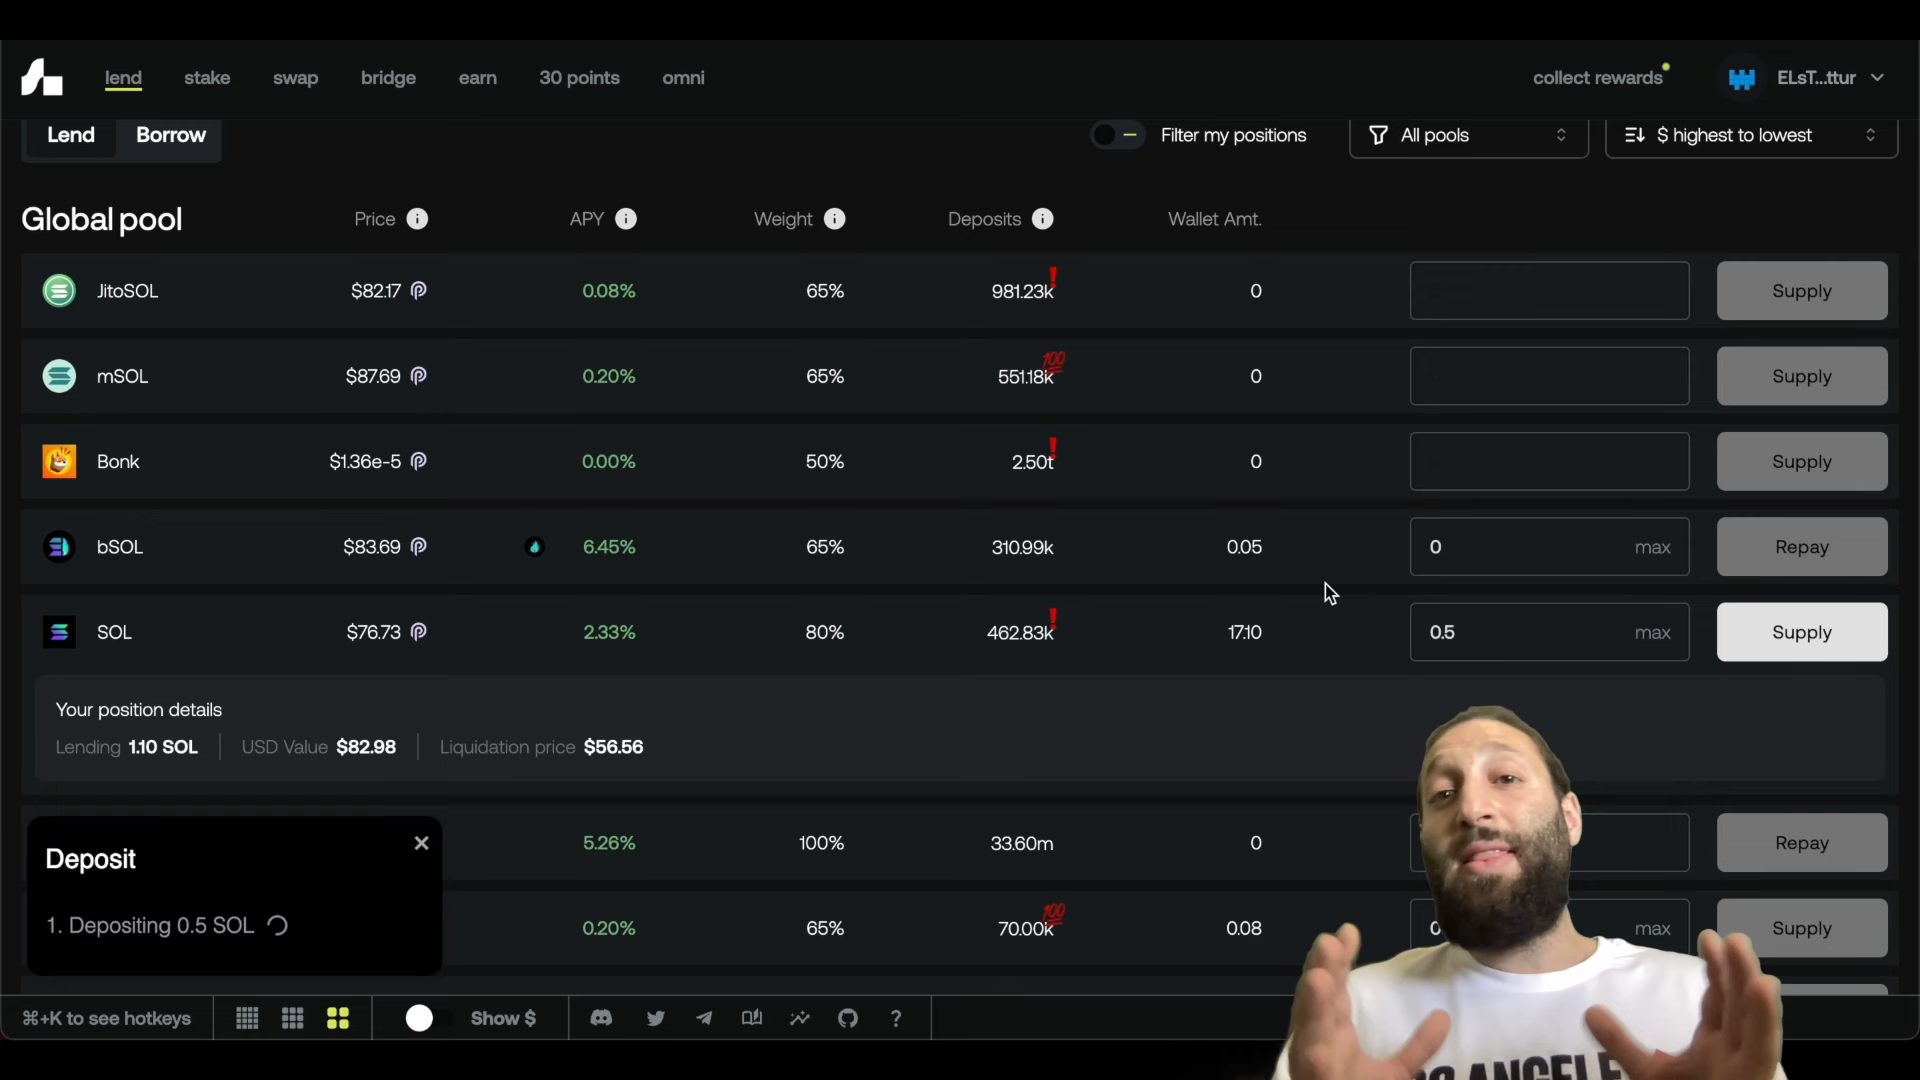 lend stake swap bridge earn 30 points omni collect rewards ELsT...ttur
Lend Borrow Filter my positions All pools $ highest to lowest
Global pool Price APY Weight Deposits Wallet Amt.
JitoSOL $82.17 0.08% 65% 981.23k 0 Supply
mSOL $87.69 0.20% 65% 551.18k 100 0 Supply
Bonk $1.36e-5 0.00% 50% 2.50t 0 Supply
bSOL $83.69 6.45% 65% 310.99k 0.05 0 max Repay
SOL $76.73 2.33% 80% 462.83k 17.10 0.5 max Supply
Your position details
Lending 1.10 SOL USD Value $82.98 Liquidation price $56.56
5.26% 100% 33.60m 0 Repay
Deposit
1. Depositing 0.5 SOL
0.20% 65% 70.00k 100 0.08 0 max Supply
⌘+K to see hotkeys Show $ ?